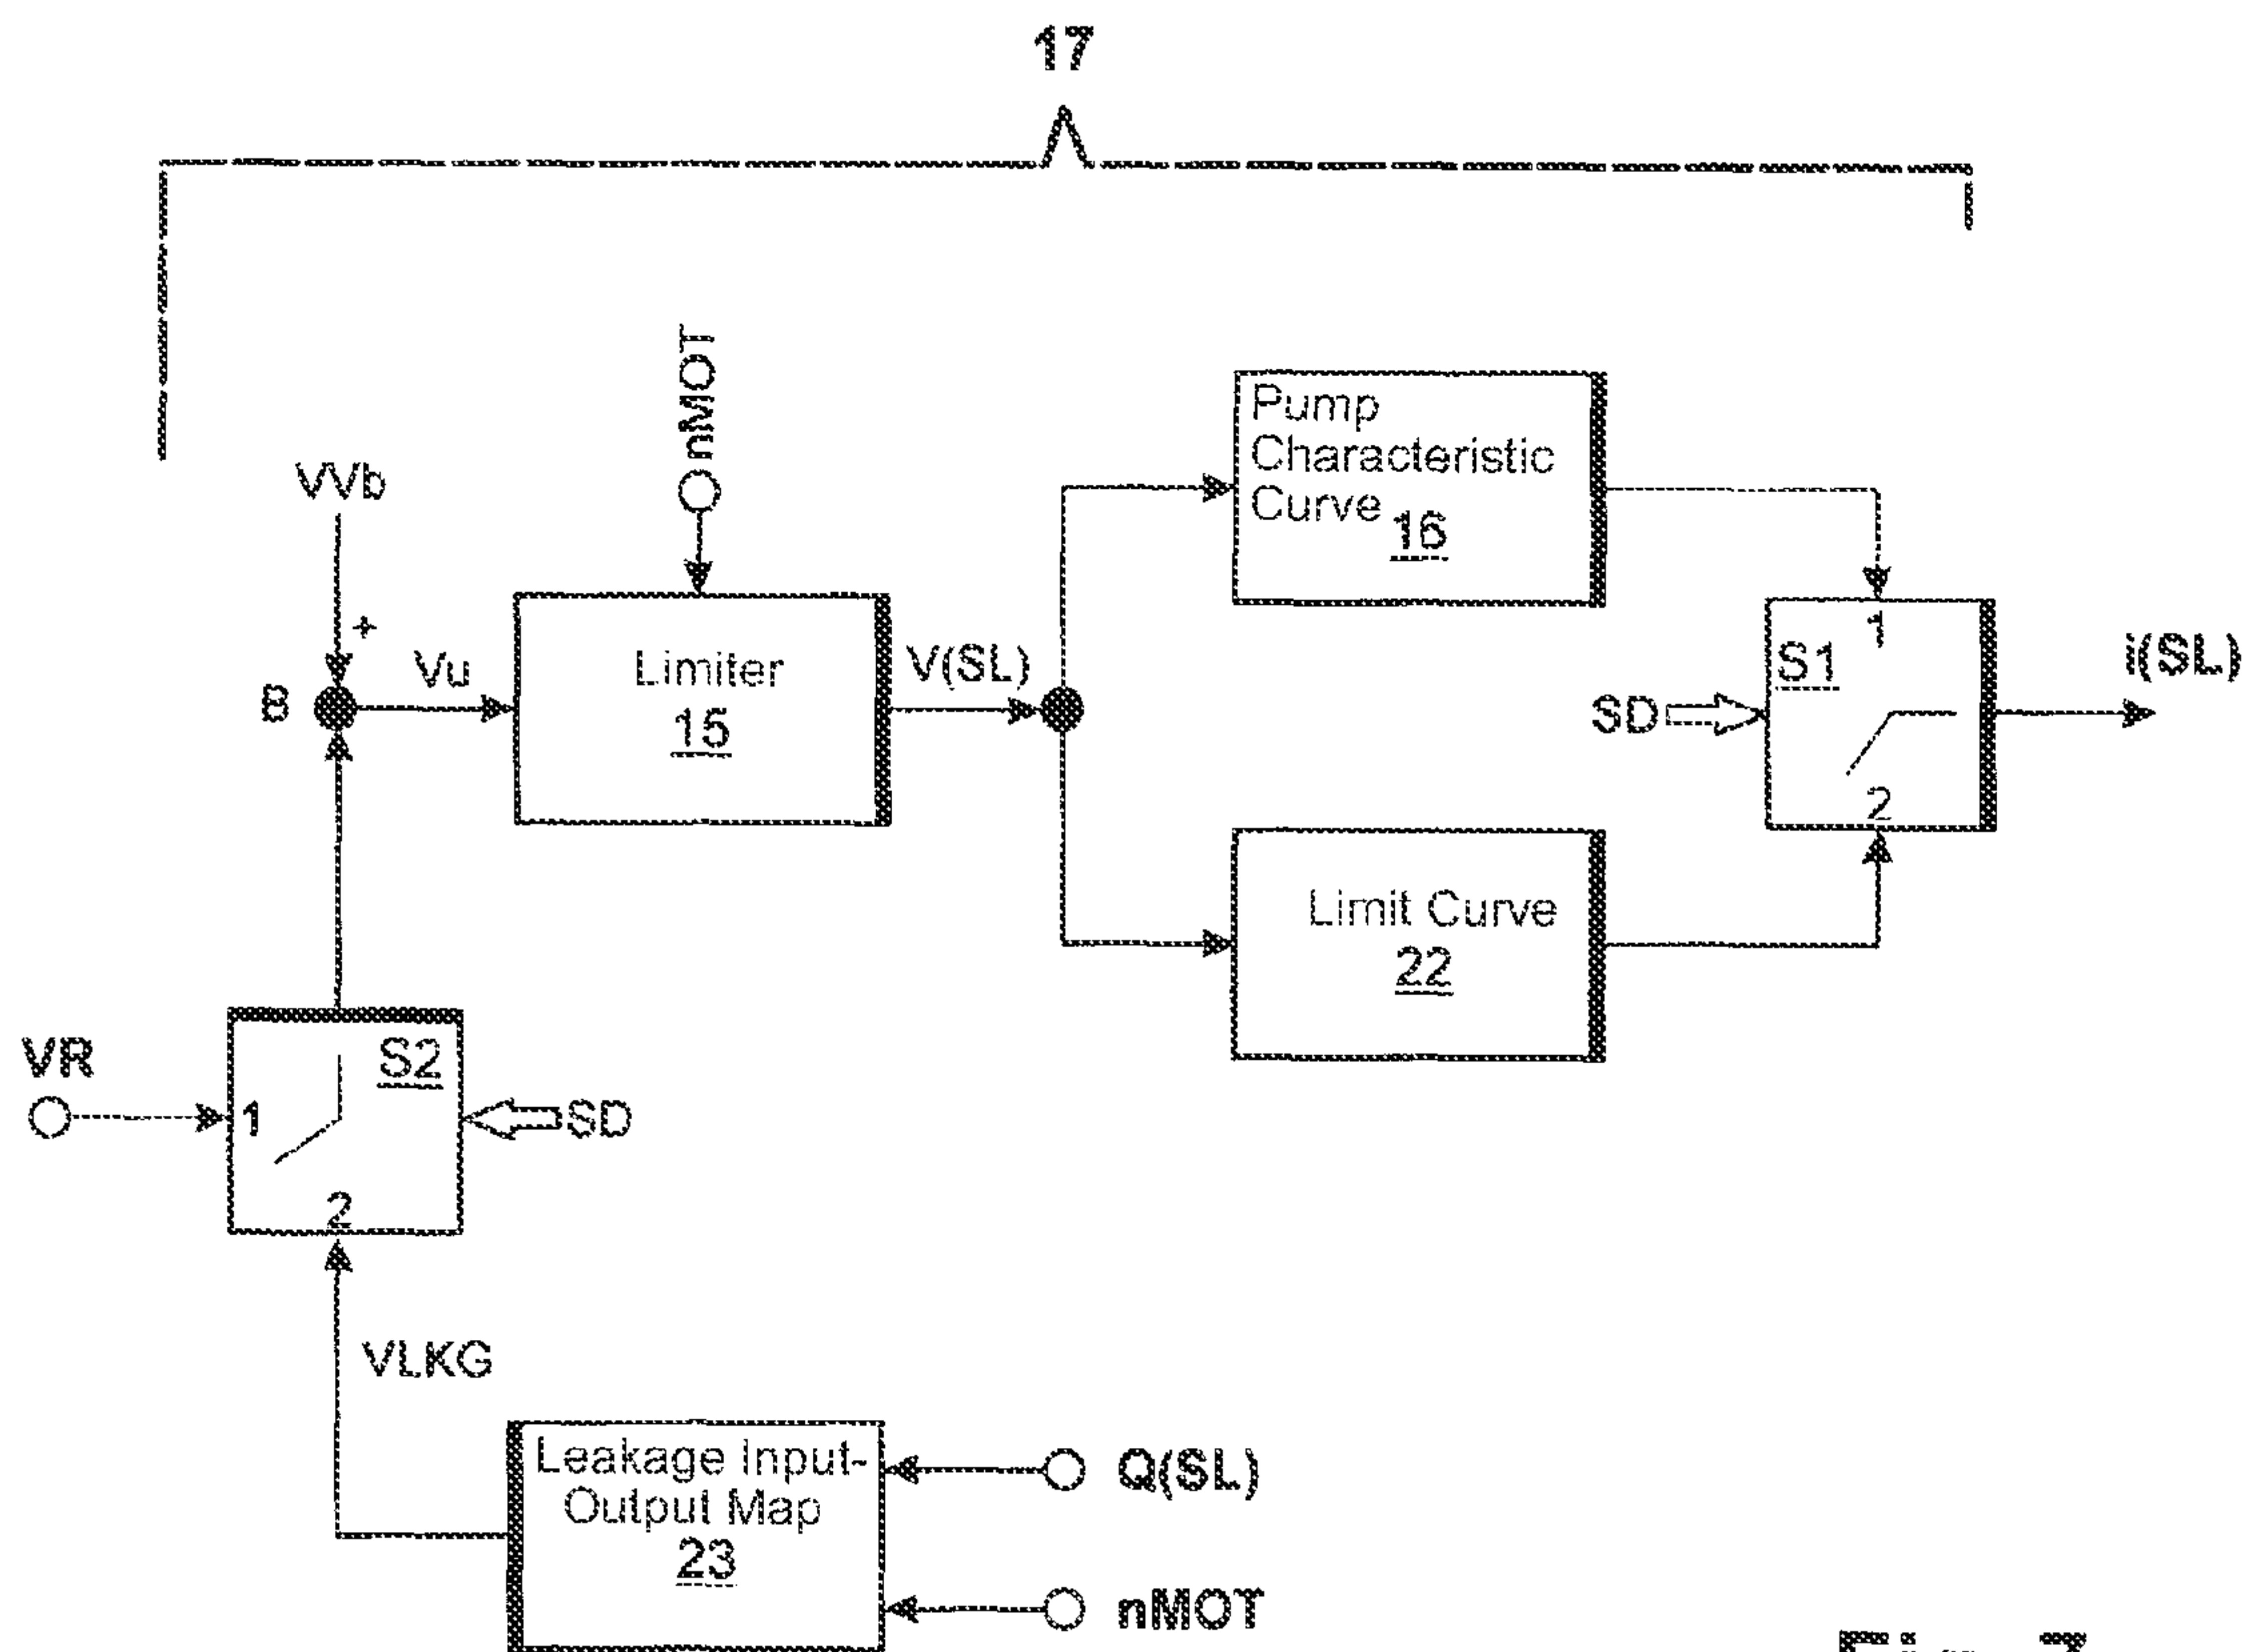 17
nMOT
VVb
+
B
Vu
Limiter
15
V(SL)
Pump
Characteristic
Curve
16
1
S1
SD
2
i(SL)
Limit Curve
22
VR
1
S2
SD
2
VLKG
Leakage Input-
Output Map
23
Q(SL)
nMOT